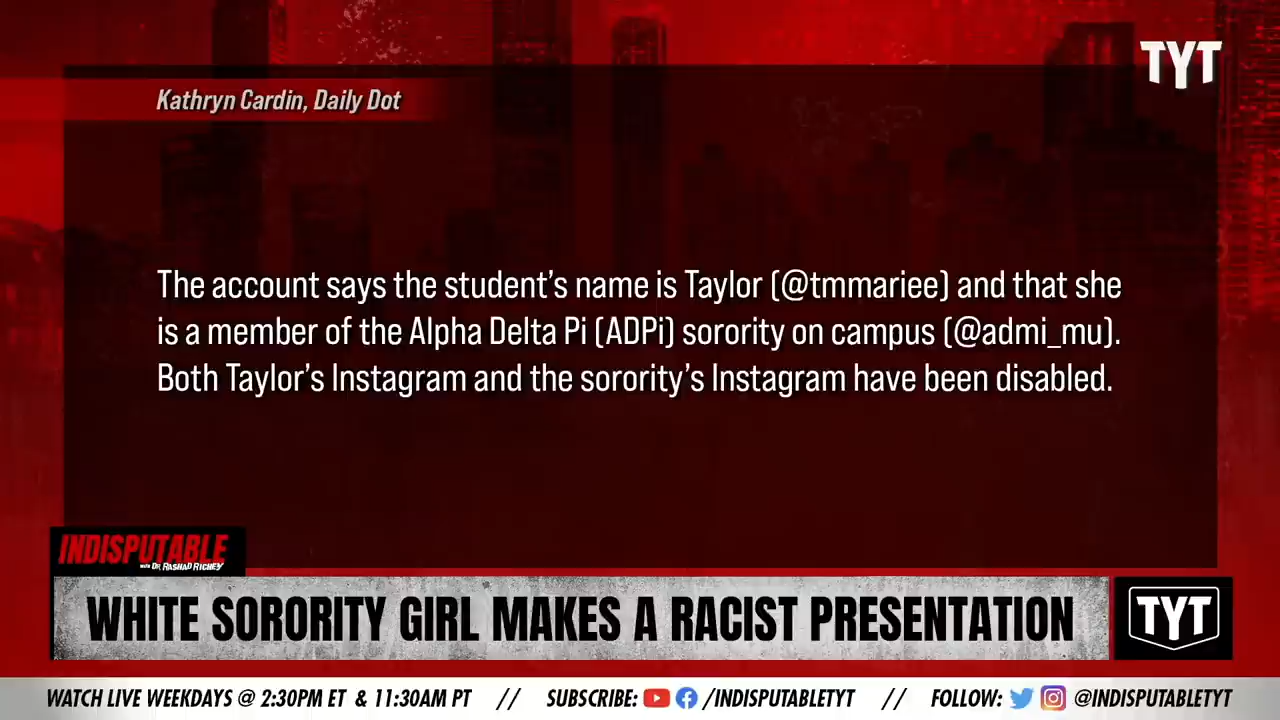 TYT
Kathryn Cardin, Daily Dot
The account says the student's name is Taylor (@tmmariee) and that she
is a member of the Alpha Delta Pi (ADPi) sorority on campus (@admi_mu).
Both Taylor's Instagram and the sorority's Instagram have been disabled.
INDISPUTABLE
WITH DR. RASHAD RICHEY
WHITE SORORITY GIRL MAKES A RACIST PRESENTATION
TYT
WATCH LIVE WEEKDAYS @ 2:30PM ET & 11:30AM PT // SUBSCRIBE: /INDISPUTABLETYT // FOLLOW: @INDISPUTABLETYT